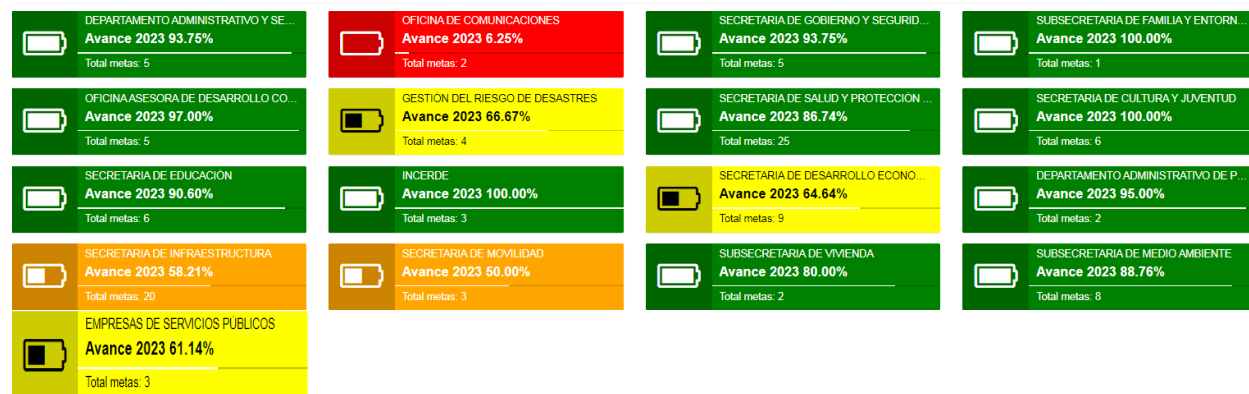 DEPARTAMENTO ADMINISTRATIVO Y SE...
Avance 2023 93.75%
Total metas: 5
OFICINA DE COMUNICACIONES
Avance 2023 6.25%
Total metas: 2
SECRETARIA DE GOBIERNO Y SEGURID...
Avance 2023 93.75%
Total metas: 5
SUBSECRETARIA DE FAMILIA Y ENTORN...
Avance 2023 100.00%
Total metas: 1
OFICINA ASESORA DE DESARROLLO CO...
Avance 2023 97.00%
Total metas: 5
GESTIÓN DEL RIESGO DE DESASTRES
Avance 2023 66.67%
Total metas: 4
SECRETARIA DE SALUD Y PROTECCIÓN ...
Avance 2023 86.74%
Total metas: 25
SECRETARIA DE CULTURA Y JUVENTUD
Avance 2023 100.00%
Total metas: 6
SECRETARIA DE EDUCACIÓN
Avance 2023 90.60%
Total metas: 6
INCERDE
Avance 2023 100.00%
Total metas: 3
SECRETARIA DE DESARROLLO ECONO...
Avance 2023 64.64%
Total metas: 9
DEPARTAMENTO ADMINISTRATIVO DE P...
Avance 2023 95.00%
Total metas: 2
SECRETARIA DE INFRAESTRUCTURA
Avance 2023 58.21%
Total metas: 20
SECRETARIA DE MOVILIDAD
Avance 2023 50.00%
Total metas: 3
SUBSECRETARIA DE VIVIENDA
Avance 2023 80.00%
Total metas: 2
SUBSECRETARIA DE MEDIO AMBIENTE
Avance 2023 88.76%
Total metas: 8
EMPRESAS DE SERVICIOS PÚBLICOS
Avance 2023 61.14%
Total metas: 3